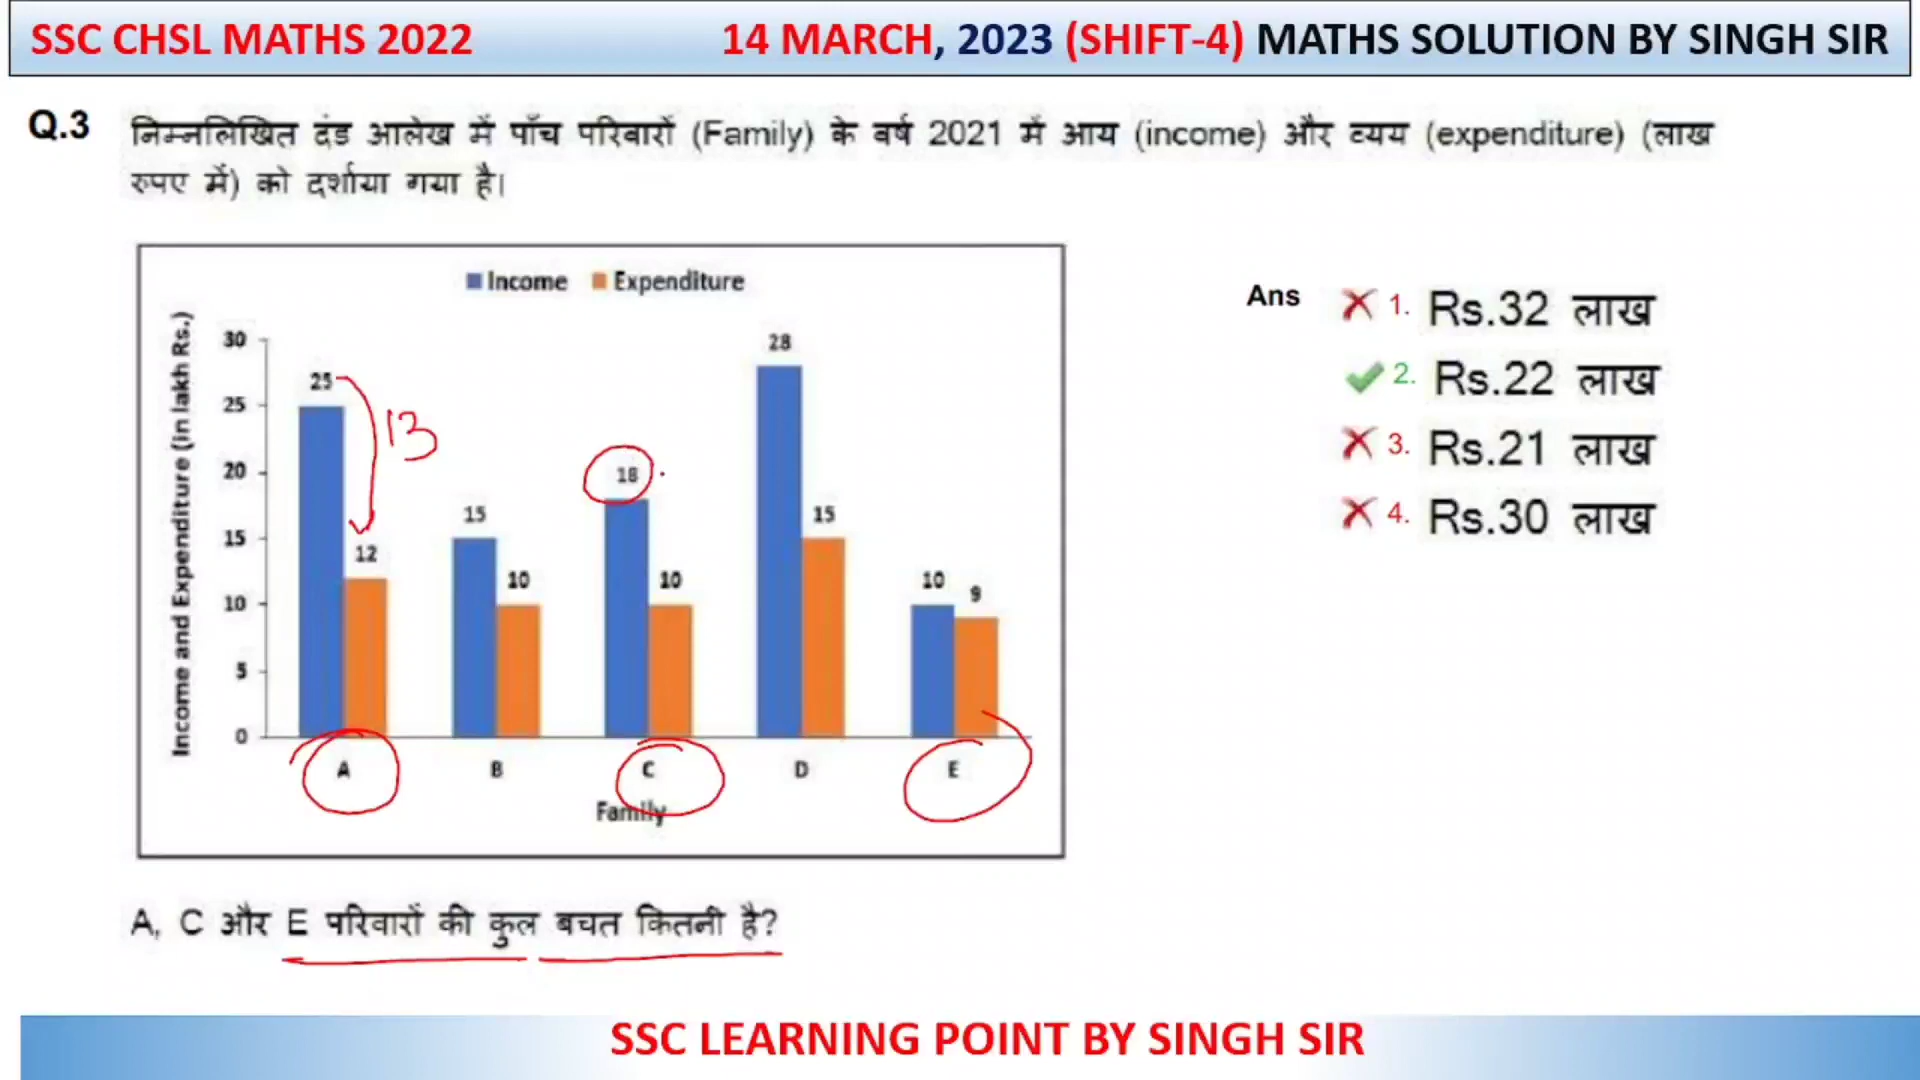 SSC CHSL MATHS 2022 14 MARCH, 2023 (SHIFT-4) MATHS SOLUTION BY SINGH SIR
Q.3 निम्नलिखित दंड आलेख में पाँच परिवारों (Family) के वर्ष 2021 में आय (income) और व्यय (expenditure) (लाख
रुपए में) को दर्शाया गया है।
Income Expenditure
Income and Expenditure (in lakh Rs.)
30
25
20
15
10
5
0
25
12
13
15
10
18
10
28
15
10
9
A B C D E
Family
Ans 1. Rs.32 लाख
2. Rs.22 लाख
3. Rs.21 लाख
4. Rs.30 लाख
A, C और E परिवारों की कुल बचत कितनी है?
SSC LEARNING POINT BY SINGH SIR